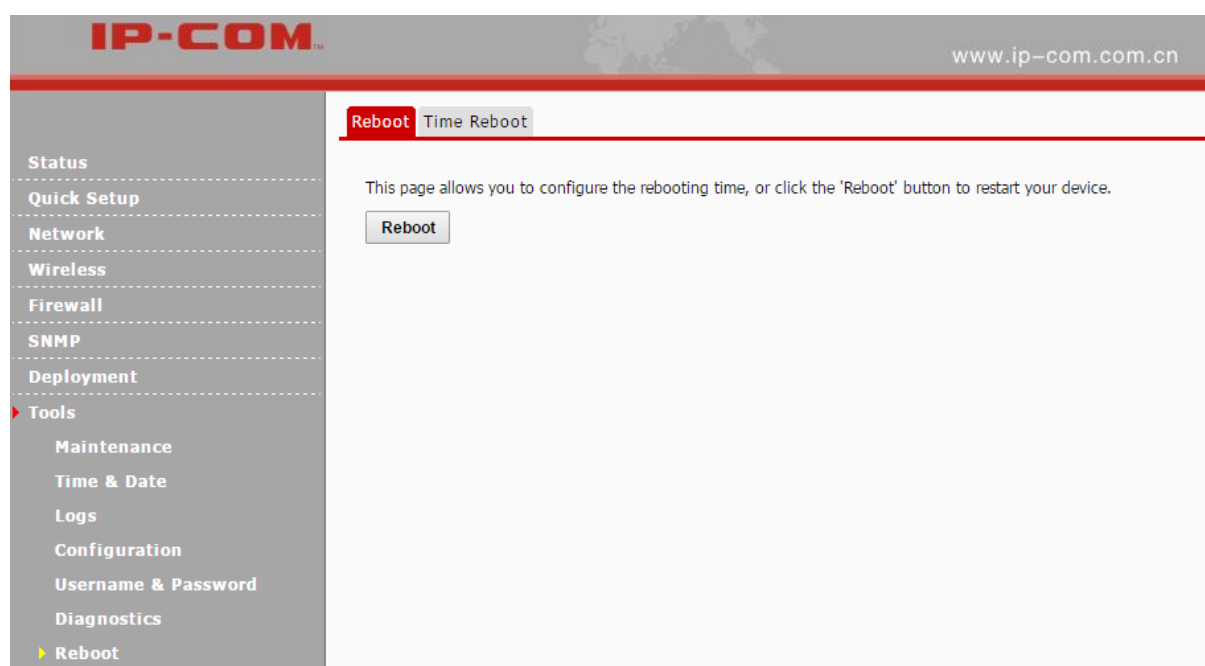 IP-COM™
www.ip-com.com.cn
Reboot Time Reboot
This page allows you to configure the rebooting time, or click the 'Reboot' button to restart your device.
Reboot
Status
Quick Setup
Network
Wireless
Firewall
SNMP
Deployment
Tools
Maintenance
Time & Date
Logs
Configuration
Username & Password
Diagnostics
Reboot